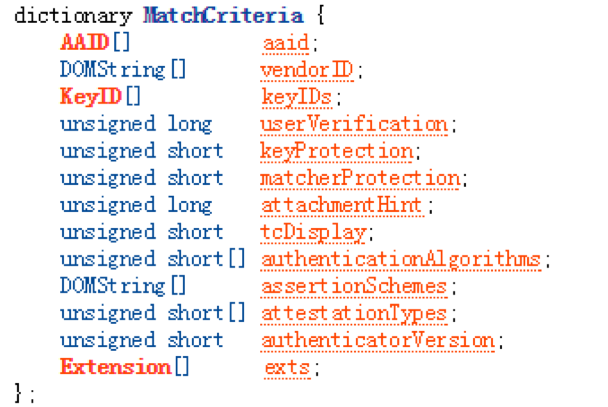 dictionary MatchCriteria {
    AAID[]            aaid;
    DOMString[]       vendorID;
    KeyID[]           keyIDs;
    unsigned long     userVerification;
    unsigned short    keyProtection;
    unsigned short    matcherProtection;
    unsigned long     attachmentHint;
    unsigned short    tcDisplay;
    unsigned short[]  authenticationAlgorithms;
    DOMString[]       assertionSchemes;
    unsigned short[]  attestationTypes;
    unsigned short    authenticatorVersion;
    Extension[]       exts;
};